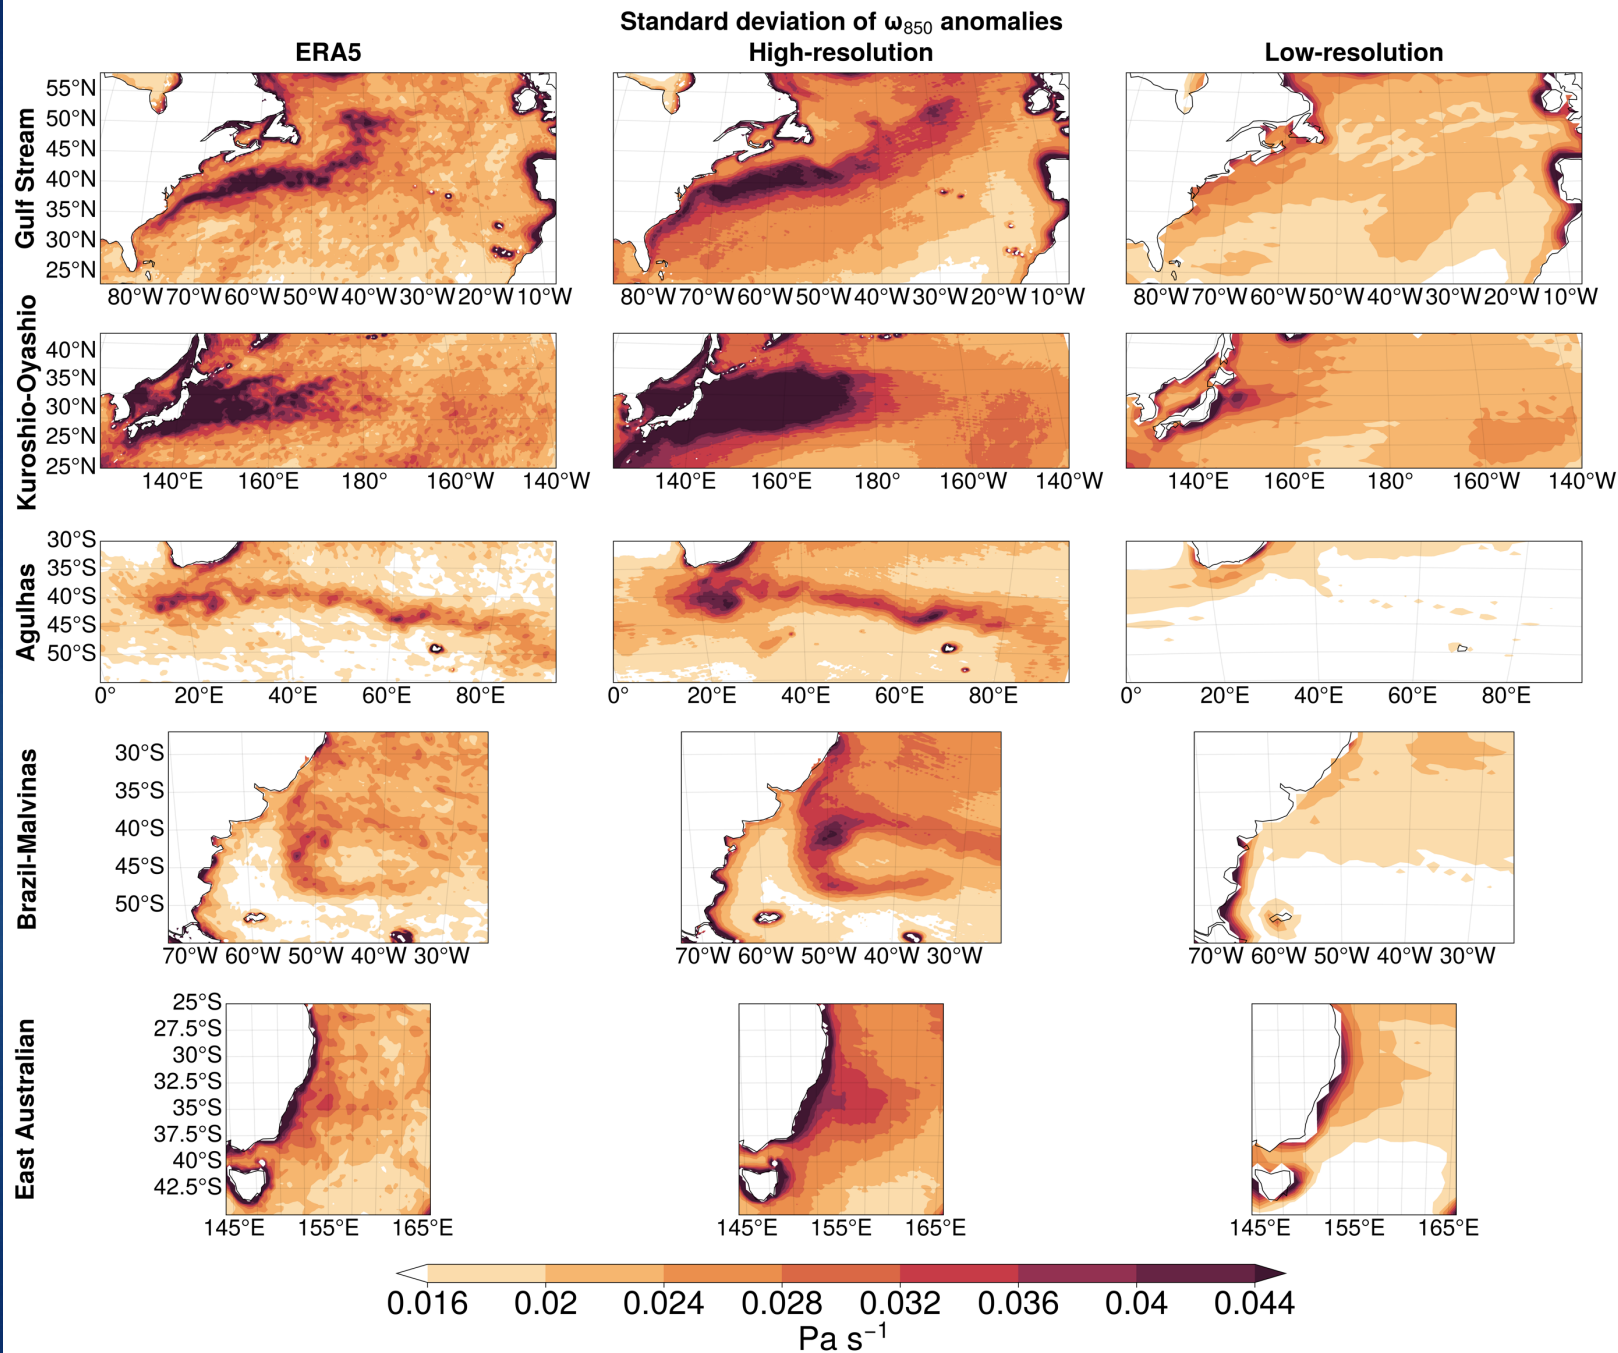 Standard deviation of ω850 anomalies
ERA5 High-resolution Low-resolution
Gulf Stream
55°N
50°N
45°N
40°N
35°N
30°N
25°N
80°W 70°W 60°W 50°W 40°W 30°W 20°W 10°W
80°W 70°W 60°W 50°W 40°W 30°W 20°W 10°W
80°W 70°W 60°W 50°W 40°W 30°W 20°W 10°W
Kuroshio-Oyashio
40°N
35°N
30°N
25°N
25°N
140°E 160°E 180° 160°W 140°W
140°E 160°E 180° 160°W 140°W
140°E 160°E 180° 160°W 140°W
Agulhas
30°S
35°S
40°S
45°S
50°S
0° 20°E 40°E 60°E 80°E
0° 20°E 40°E 60°E 80°E
0° 20°E 40°E 60°E 80°E
Brazil-Malvinas
30°S
35°S
40°S
45°S
50°S
70°W 60°W 50°W 40°W 30°W
70°W 60°W 50°W 40°W 30°W
70°W 60°W 50°W 40°W 30°W
East Australian
25°S
27.5°S
30°S
32.5°S
35°S
37.5°S
40°S
42.5°S
145°E 155°E 165°E
145°E 155°E 165°E
145°E 155°E 165°E
0.016 0.02 0.024 0.028 0.032 0.036 0.04 0.044
Pa s⁻¹